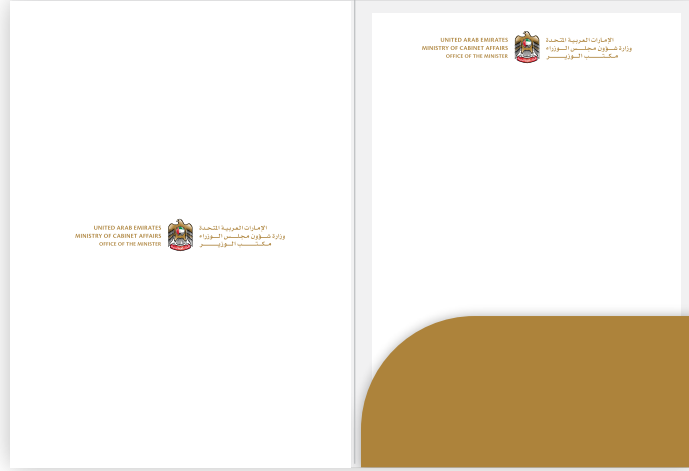 UNITED ARAB EMIRATES
MINISTRY OF CABINET AFFAIRS
OFFICE OF THE MINISTER
الإمارات العربية المتحدة
وزارة شؤون مجلس الوزراء
مكتب الوزير
UNITED ARAB EMIRATES
MINISTRY OF CABINET AFFAIRS
OFFICE OF THE MINISTER
الإمارات العربية المتحدة
وزارة شؤون مجلس الوزراء
مكتب الوزير